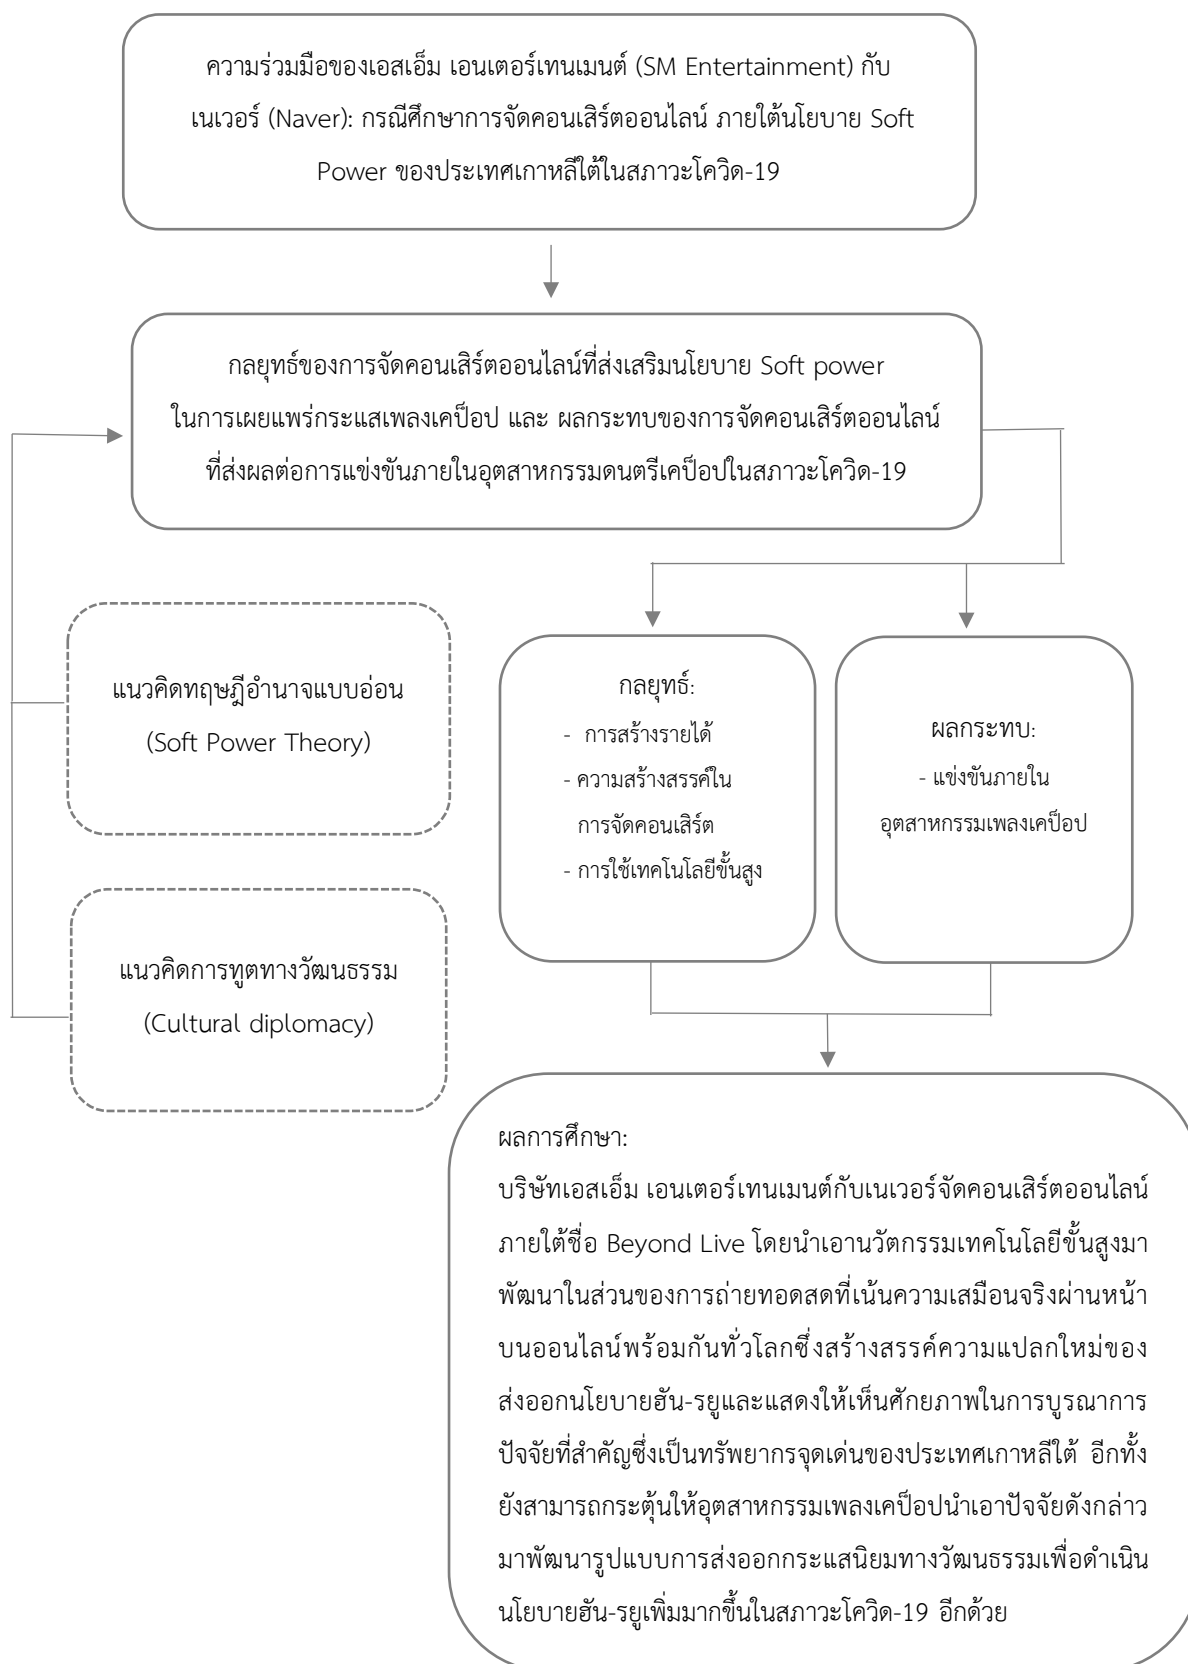 ความร่วมมือของเอสเอ็ม เอนเตอร์เทนเมนต์ (SM Entertainment) กับ
เนเวอร์ (Naver): กรณีศึกษาการจัดคอนเสิร์ตออนไลน์ ภายใต้นโยบาย Soft
Power ของประเทศเกาหลีใต้ในสภาวะโควิด-19
กลยุทธ์ของการจัดคอนเสิร์ตออนไลน์ที่ส่งเสริมนโยบาย Soft power
ในการเผยแพร่กระแสเพลงเคป็อป และ ผลกระทบของการจัดคอนเสิร์ตออนไลน์
ที่ส่งผลต่อการแข่งขันภายในอุตสาหกรรมดนตรีเคป็อปในสภาวะโควิด-19
แนวคิดทฤษฎีอำนาจแบบอ่อน
(Soft Power Theory)
แนวคิดการทูตทางวัฒนธรรม
(Cultural diplomacy)
กลยุทธ์:
- การสร้างรายได้
- ความสร้างสรรค์ใน
การจัดคอนเสิร์ต
- การใช้เทคโนโลยีขั้นสูง
ผลกระทบ:
- แข่งขันภายใน
อุตสาหกรรมเพลงเคป็อป
ผลการศึกษา:
บริษัทเอสเอ็ม เอนเตอร์เทนเมนต์กับเนเวอร์จัดคอนเสิร์ตออนไลน์
ภายใต้ชื่อ Beyond Live โดยนำเอานวัตกรรมเทคโนโลยีขั้นสูงมา
พัฒนาในส่วนของการถ่ายทอดสดที่เน้นความเสมือนจริงผ่านหน้า
บนออนไลน์พร้อมกันทั่วโลกซึ่งสร้างสรรค์ความแปลกใหม่ของ
ส่งออกนโยบายฮัน-รยูและแสดงให้เห็นศักยภาพในการบูรณาการ
ปัจจัยที่สำคัญซึ่งเป็นทรัพยากรจุดเด่นของประเทศเกาหลีใต้ อีกทั้ง
ยังสามารถกระตุ้นให้อุตสาหกรรมเพลงเคป็อปนำเอาปัจจัยดังกล่าว
มาพัฒนารูปแบบการส่งออกกระแสนิยมทางวัฒนธรรมเพื่อดำเนิน
นโยบายฮัน-รยูเพิ่มมากขึ้นในสภาวะโควิด-19 อีกด้วย